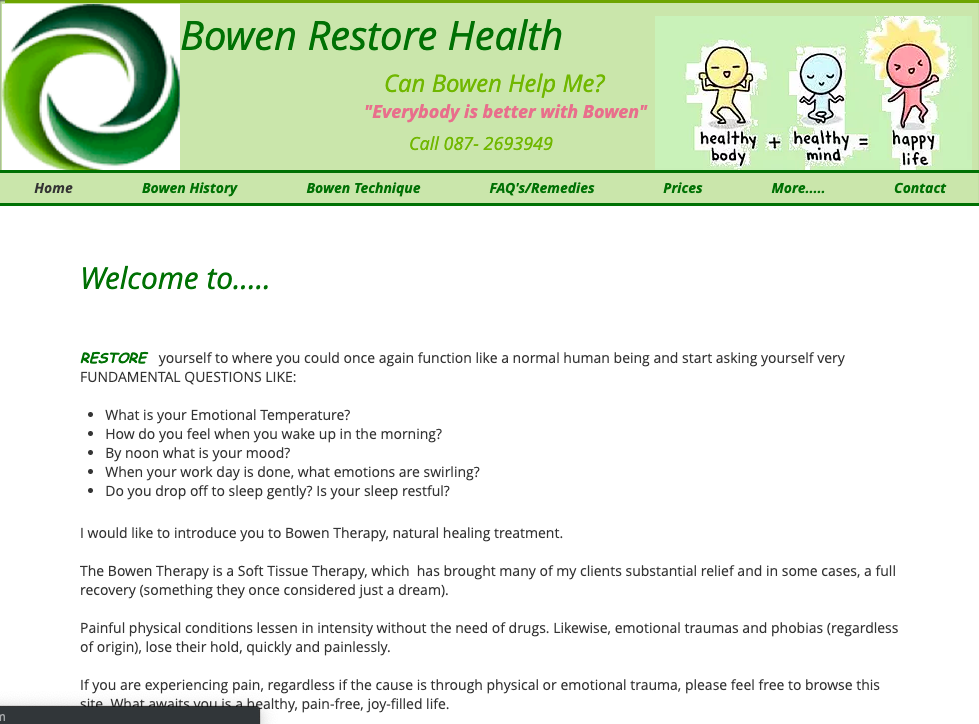 Bowen Restore Health
Can Bowen Help Me?
"Everybody is better with Bowen"
Call 087- 2693949
healthy body + healthy mind = happy life
Home Bowen History Bowen Technique FAQ's/Remedies Prices More..... Contact
Welcome to.....
RESTORE yourself to where you could once again function like a normal human being and start asking yourself very
FUNDAMENTAL QUESTIONS LIKE:
• What is your Emotional Temperature?
• How do you feel when you wake up in the morning?
• By noon what is your mood?
• When your work day is done, what emotions are swirling?
• Do you drop off to sleep gently? Is your sleep restful?
I would like to introduce you to Bowen Therapy, natural healing treatment.
The Bowen Therapy is a Soft Tissue Therapy, which has brought many of my clients substantial relief and in some cases, a full
recovery (something they once considered just a dream).
Painful physical conditions lessen in intensity without the need of drugs. Likewise, emotional traumas and phobias (regardless
of origin), lose their hold, quickly and painlessly.
If you are experiencing pain, regardless if the cause is through physical or emotional trauma, please feel free to browse this
site. What awaits you is a healthy, pain-free, joy-filled life.